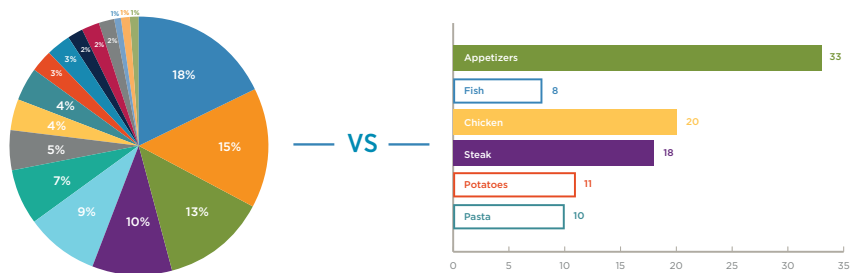 1%
1%
1%
2%
2%
2%
3%
3%
4%
4%
5%
7%
9%
10%
13%
15%
18%
VS
Appetizers 33
Fish 8
Chicken 20
Steak 18
Potatoes 11
Pasta 10
0 5 10 15 20 25 30 35